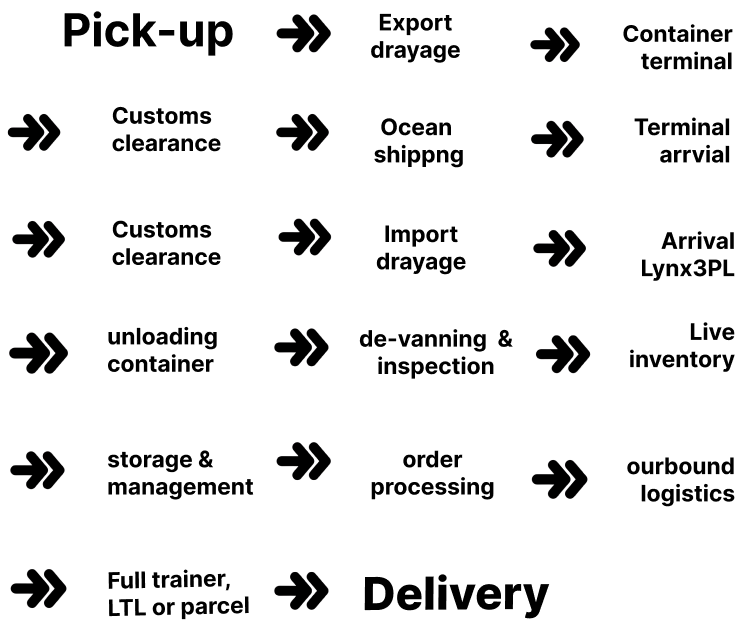 Pick-up
Export
drayage
Container
terminal
Customs
clearance
Ocean
shippng
Terminal
arrvial
Customs
clearance
Import
drayage
Arrival
Lynx3PL
unloading
container
de-vanning &
inspection
Live
inventory
storage &
management
order
processing
ourbound
logistics
Full trainer,
LTL or parcel
Delivery